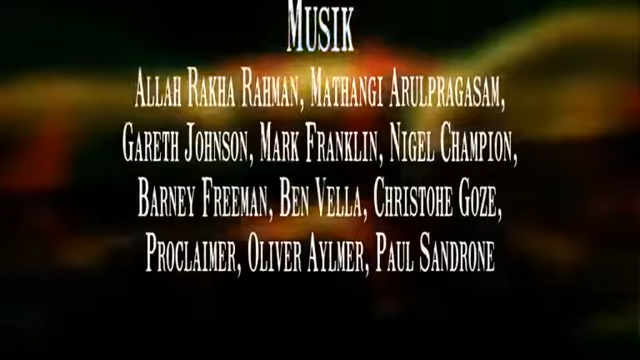 MUSIK
ALLAH RAKHA RAHMAN, MATHANGI ARULPRAGASAM,
GARETH JOHNSON, MARK FRANKLIN, NIGEL CHAMPION,
BARNEY FREEMAN, BEN VELLA, CHRISTOHE GOZE,
PROCLAIMER, OLIVER AYLMER, PAUL SANDRONE